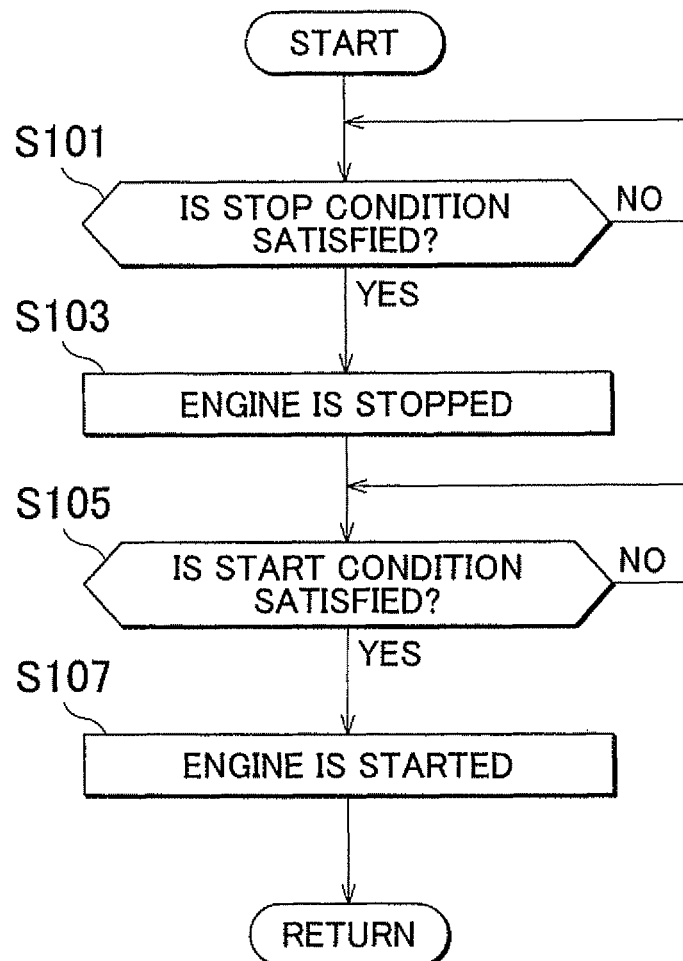 START
S101
IS STOP CONDITION
SATISFIED?
NO
YES
S103
ENGINE IS STOPPED
S105
IS START CONDITION
SATISFIED?
NO
YES
S107
ENGINE IS STARTED
RETURN